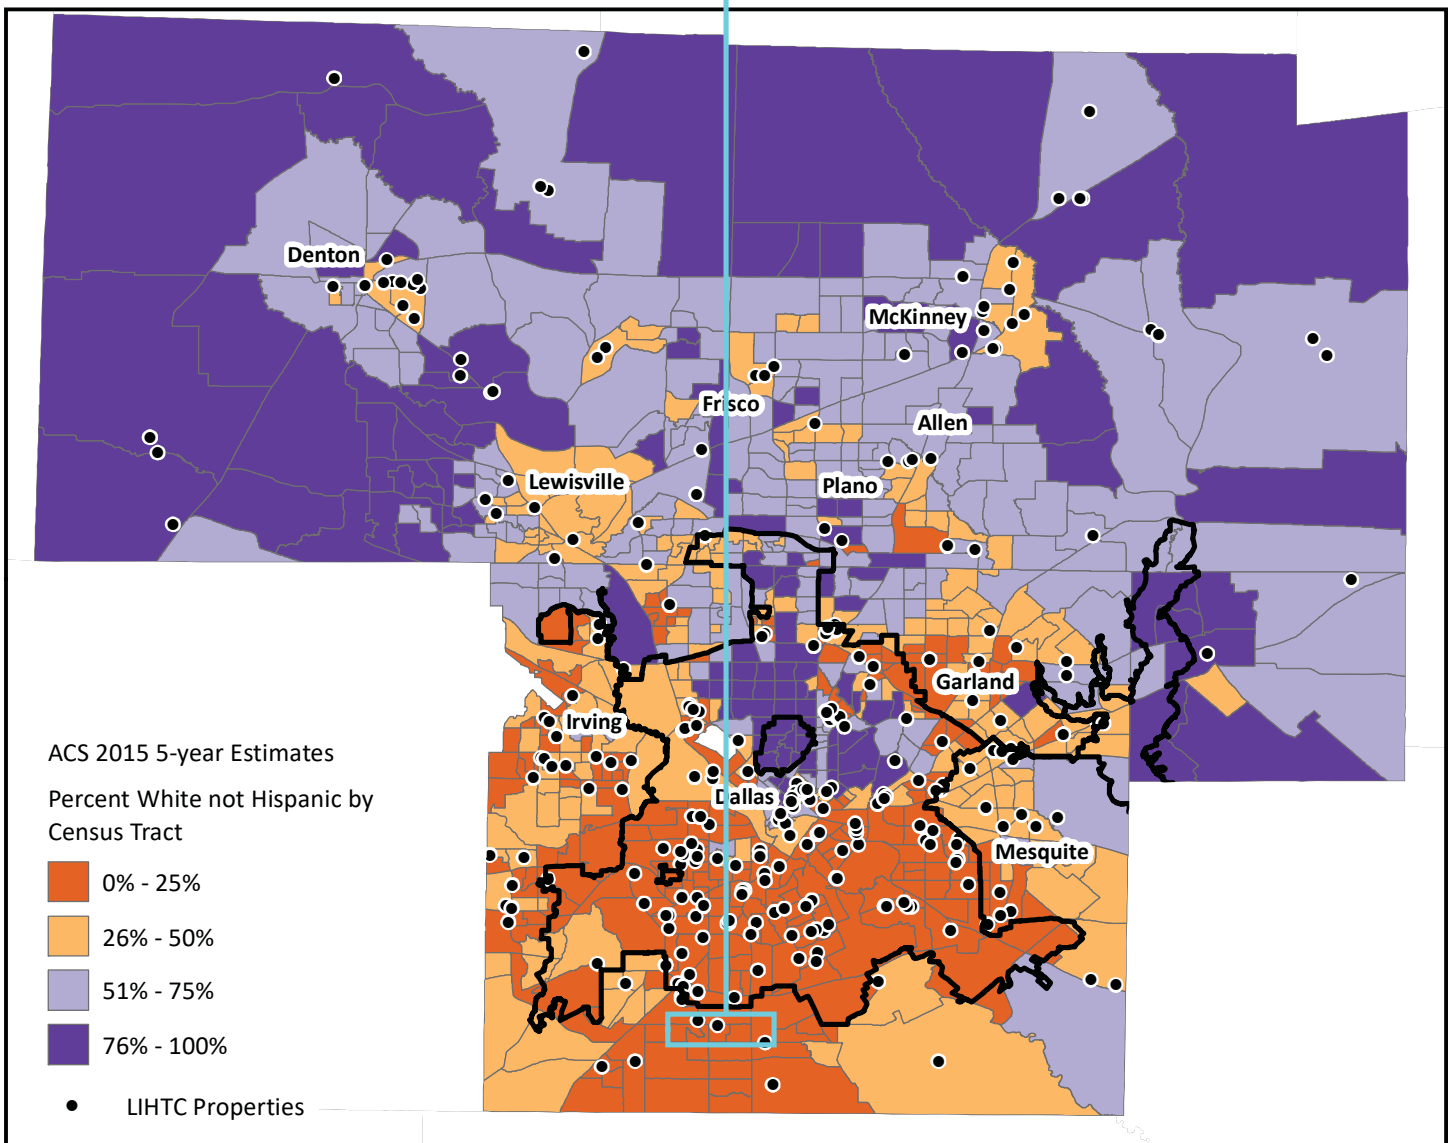 Denton
McKinney
Frisco
Allen
Lewisville
Plano
Garland
Irving
Dallas
Mesquite
ACS 2015 5-year Estimates
Percent White not Hispanic by
Census Tract
0% - 25%
26% - 50%
51% - 75%
76% - 100%
LIHTC Properties